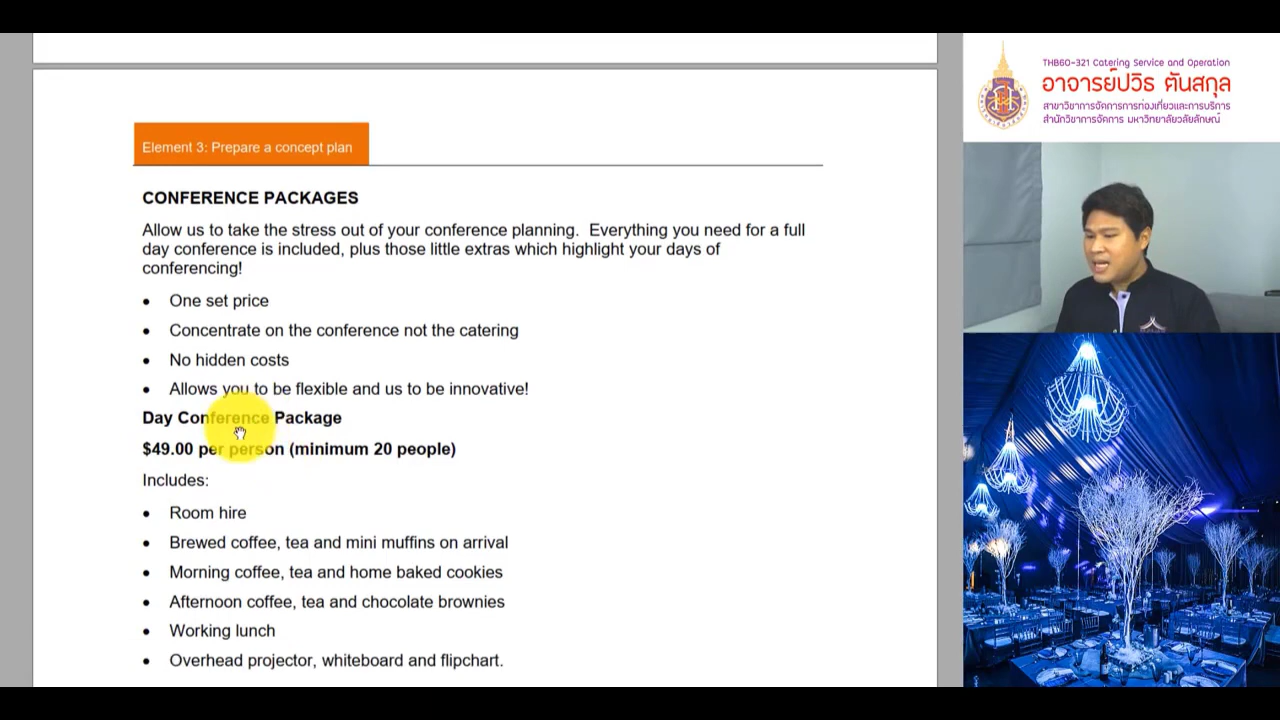 Element 3: Prepare a concept plan
CONFERENCE PACKAGES
Allow us to take the stress out of your conference planning. Everything you need for a full
day conference is included, plus those little extras which highlight your days of
conferencing!
• One set price
• Concentrate on the conference not the catering
• No hidden costs
• Allows you to be flexible and us to be innovative!
Day Conference Package
$49.00 per person (minimum 20 people)
Includes:
• Room hire
• Brewed coffee, tea and mini muffins on arrival
• Morning coffee, tea and home baked cookies
• Afternoon coffee, tea and chocolate brownies
• Working lunch
• Overhead projector, whiteboard and flipchart.
THB60-321 Catering Service and Operation
อาจารย์ปวิธ ตันสกุล
สาขาวิชาการจัดการการท่องเที่ยวและการบริการ
สำนักวิชาการจัดการ มหาวิทยาลัยวลัยลักษณ์